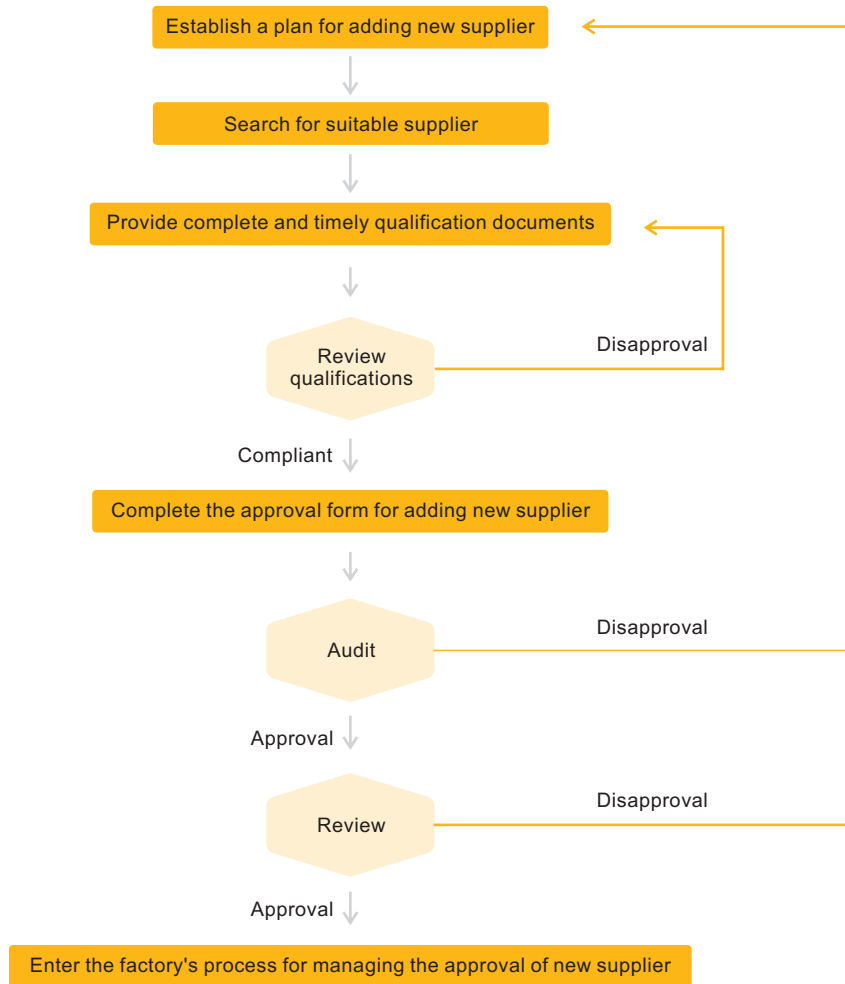 Establish a plan for adding new supplier
Search for suitable supplier
Provide complete and timely qualification documents
Review
qualifications
Disapproval
Compliant
Complete the approval form for adding new supplier
Audit
Disapproval
Approval
Review
Disapproval
Approval
Enter the factory's process for managing the approval of new supplier